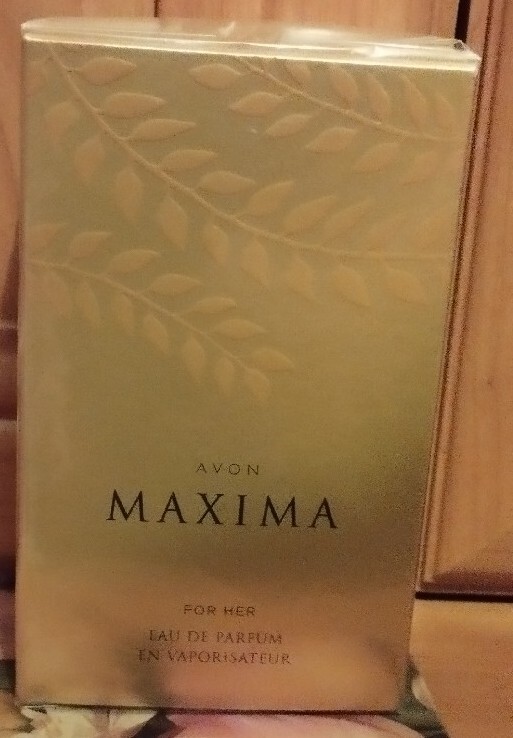 AVON
MAXIMA
FOR HER
EAU DE PARFUM
EN VAPORISATEUR